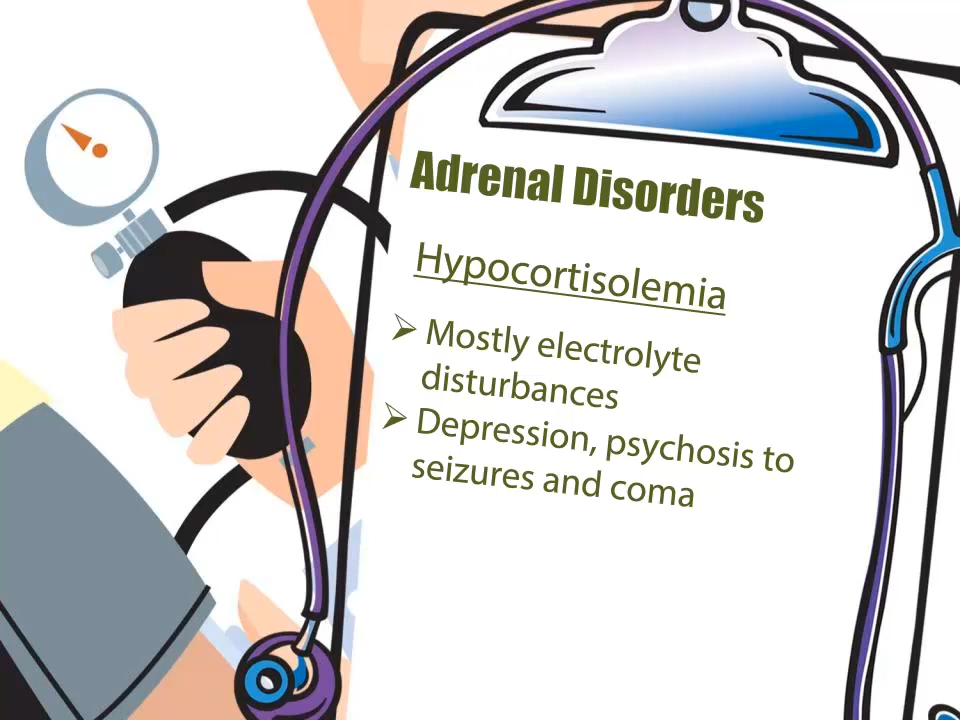 Adrenal Disorders
Hypocortisolemia
➢ Mostly electrolyte
disturbances
➢ Depression, psychosis to
seizures and coma